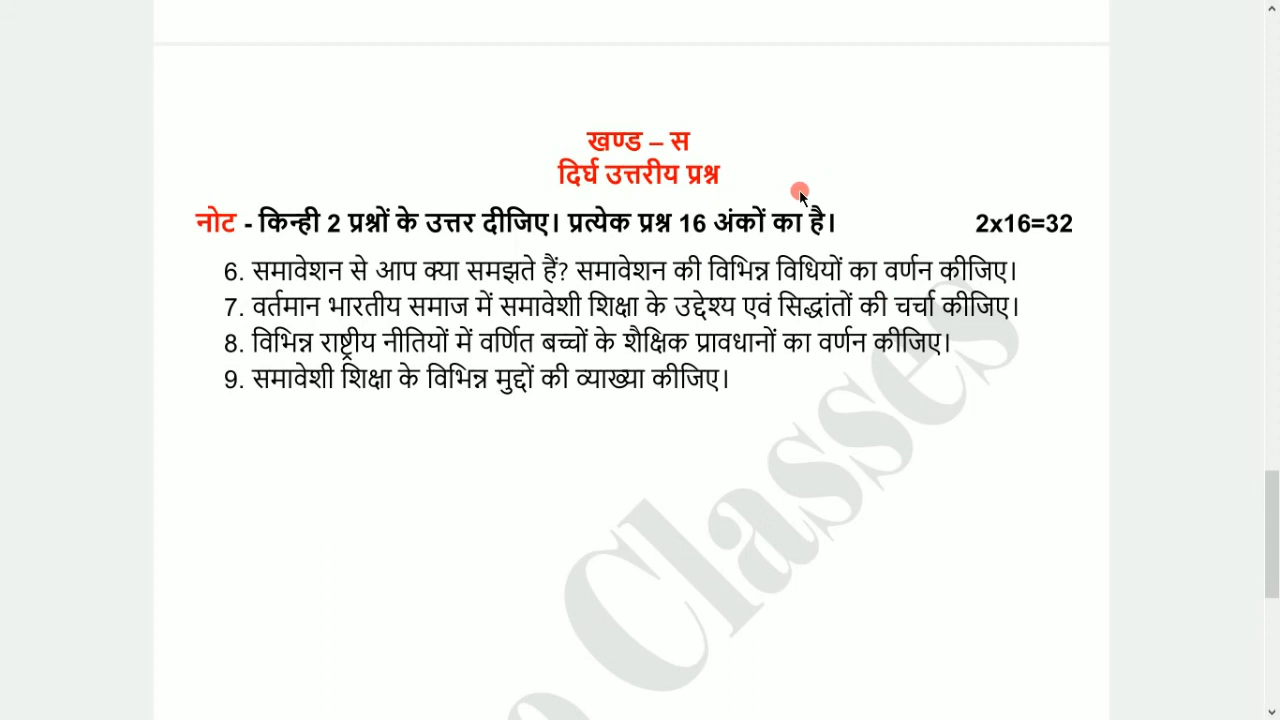 खण्ड – स
दिर्घ उत्तरीय प्रश्न
नोट - किन्ही 2 प्रश्नों के उत्तर दीजिए। प्रत्येक प्रश्न 16 अंकों का है। 2x16=32
6. समावेशन से आप क्या समझते हैं? समावेशन की विभिन्न विधियों का वर्णन कीजिए।
7. वर्तमान भारतीय समाज में समावेशी शिक्षा के उद्देश्य एवं सिद्धांतों की चर्चा कीजिए।
8. विभिन्न राष्ट्रीय नीतियों में वर्णित बच्चों के शैक्षिक प्रावधानों का वर्णन कीजिए।
9. समावेशी शिक्षा के विभिन्न मुद्दों की व्याख्या कीजिए।
Classes